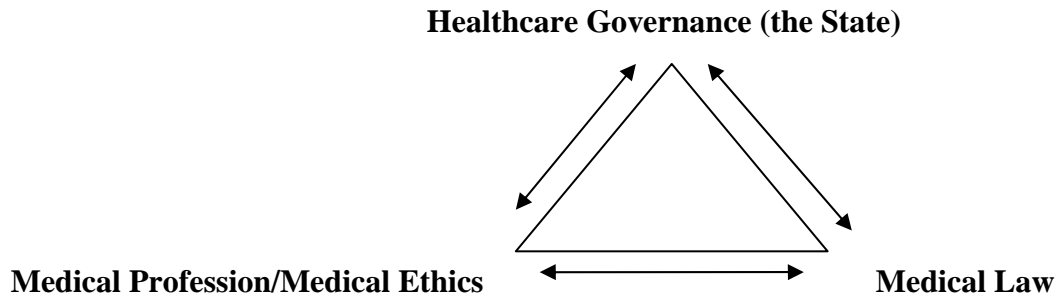 Healthcare Governance (the State)
Medical Profession/Medical Ethics
Medical Law